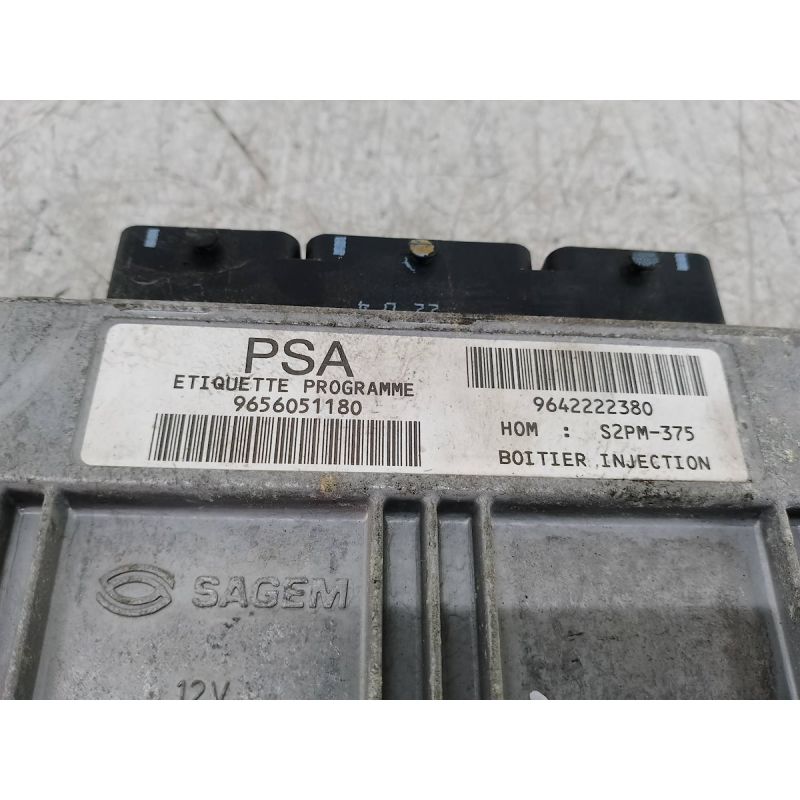 PSA
ETIQUETTE PROGRAMME
9656051180
9642222380
HOM : S2PM-375
BOITIER INJECTION
SAGEM
12V